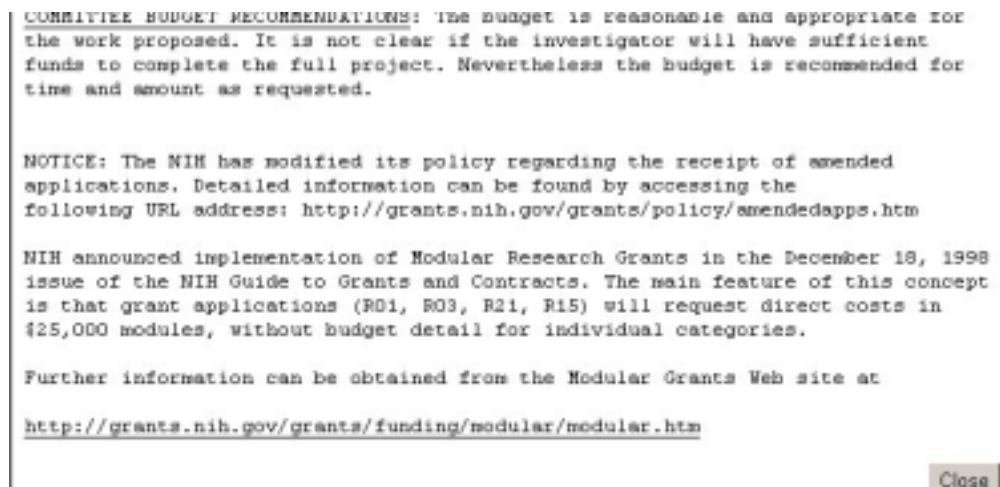 COMMITTEE BUDGET RECOMMENDATIONS: The budget is reasonable and appropriate for
the work proposed. It is not clear if the investigator will have sufficient
funds to complete the full project. Nevertheless the budget is recommended for
time and amount as requested.
NOTICE: The NIH has modified its policy regarding the receipt of amended
applications. Detailed information can be found by accessing the
following URL address: http://grants.nih.gov/grants/policy/amendedapps.htm
NIH announced implementation of Modular Research Grants in the December 18, 1998
issue of the NIH Guide to Grants and Contracts. The main feature of this concept
is that grant applications (R01, R03, R21, R15) will request direct costs in
$25,000 modules, without budget detail for individual categories.
Further information can be obtained from the Modular Grants Web site at
http://grants.nih.gov/grants/funding/modular/modular.htm
Close